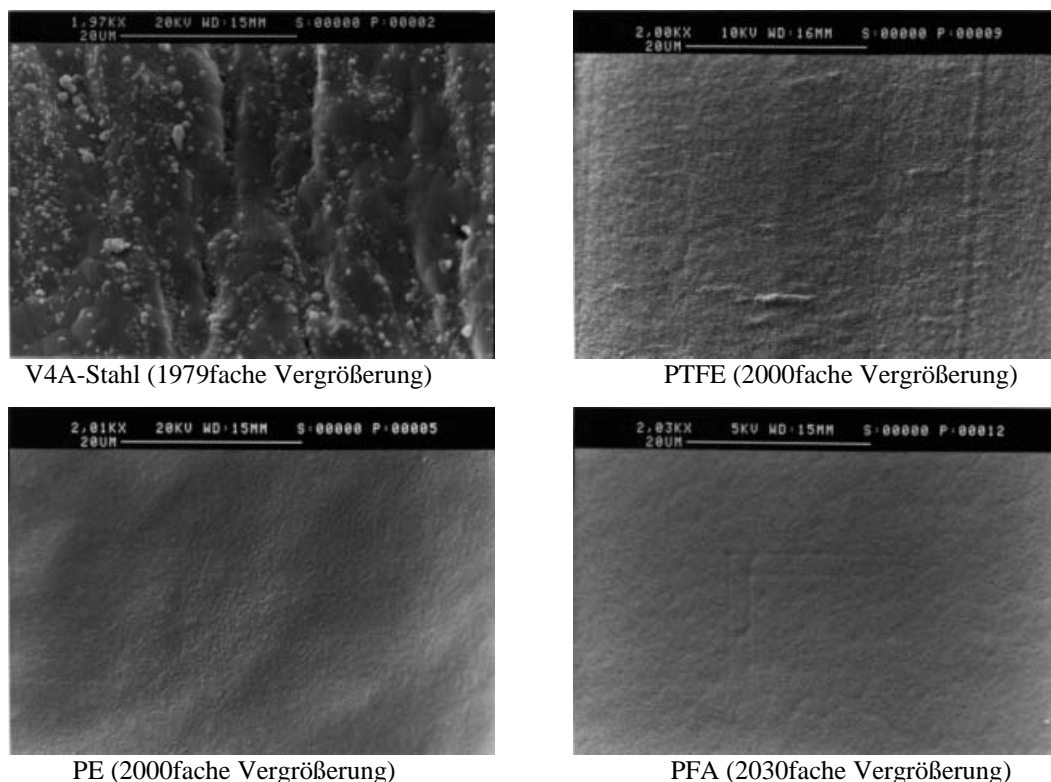 1,97KX 20KV WD:15MM S:00000 P:00002
20UM
V4A-Stahl (1979fache Vergrößerung)
2,00KX 10KV WD:16MM S:00000 P:00009
20UM
PTFE (2000fache Vergrößerung)
2,01KX 20KV WD:15MM S:00000 P:00005
20UM
PE (2000fache Vergrößerung)
2,03KX 5KV WD:15MM S:00000 P:00012
20UM
PFA (2030fache Vergrößerung)